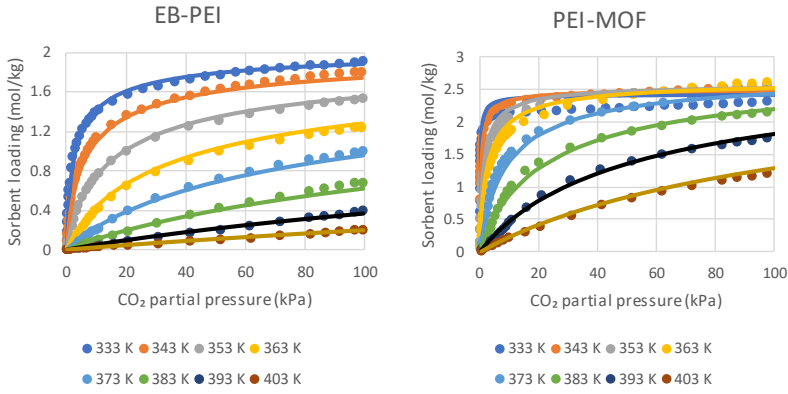 EB-PEI
PEI-MOF
Sorbent loading (mol/kg)
2
1.6
1.2
0.8
0.4
0
0 20 40 60 80 100
CO₂ partial pressure (kPa)
333 K 343 K 353 K 363 K
373 K 383 K 393 K 403 K
Sorbent loading (mol/kg)
3
2.5
2
1.5
1
0.5
0
0 20 40 60 80 100
CO₂ partial pressure (kPa)
333 K 343 K 353 K 363 K
373 K 383 K 393 K 403 K